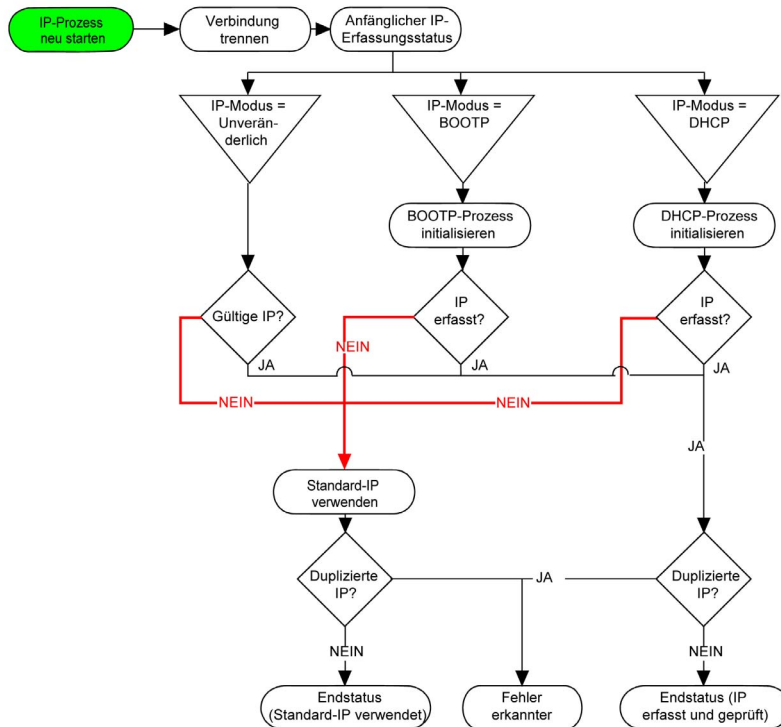 IP-Prozess
neu starten
Verbindung
trennen
Anfänglicher IP-
Erfassungsstatus
IP-Modus =
Unverän-
derlich
IP-Modus =
BOOTP
IP-Modus =
DHCP
BOOTP-Prozess
initialisieren
DHCP-Prozess
initialisieren
Gültige IP?
IP
erfasst?
IP
erfasst?
NEIN
JA
JA
JA
NEIN
NEIN
JA
Standard-IP
verwenden
Duplizierte
IP?
JA
Duplizierte
IP?
NEIN
NEIN
Endstatus
(Standard-IP verwendet)
Fehler
erkannter
Endstatus (IP
erfasst und geprüft)